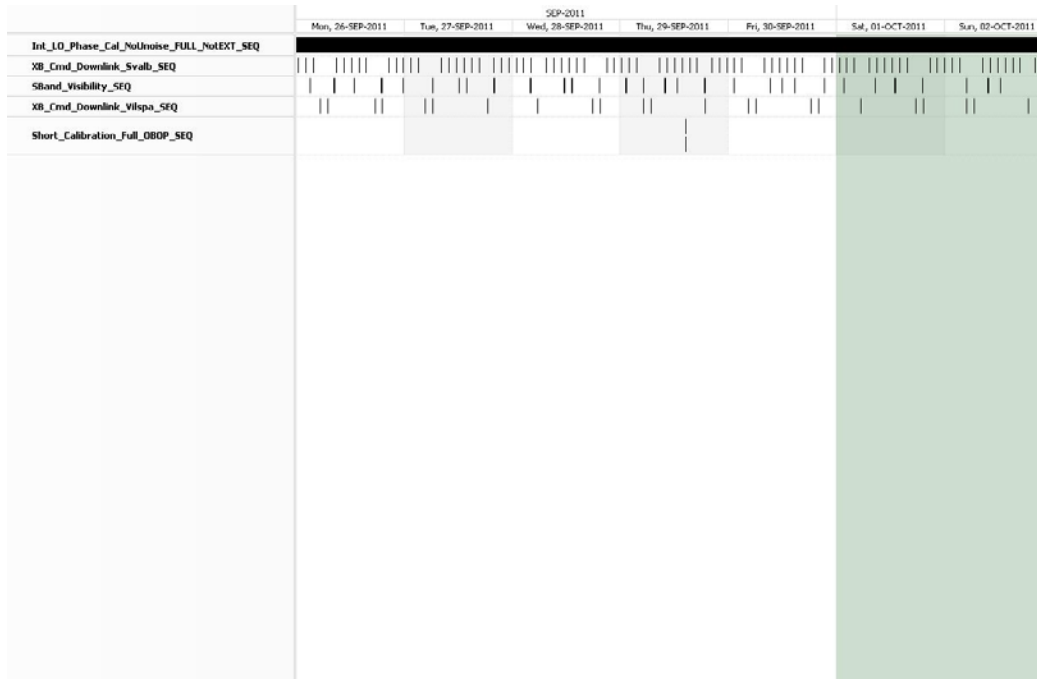 SEP-2011
Mon, 26-SEP-2011 Tue, 27-SEP-2011 Wed, 28-SEP-2011 Thu, 29-SEP-2011 Fri, 30-SEP-2011 Sat, 01-OCT-2011 Sun, 02-OCT-2011
Int_LO_Phase_Cal_NoUnoise_FULL_NotEXT_SEQ
XB_Cmd_Downlink_Svalb_SEQ
SBand_Visibility_SEQ
XB_Cmd_Downlink_Vilspa_SEQ
Short_Calibration_Full_OBOP_SEQ